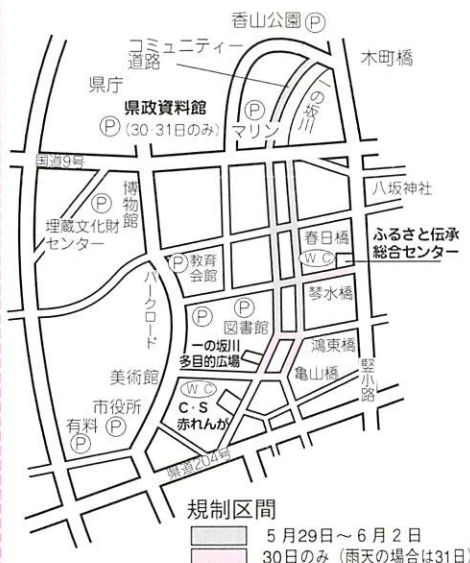 香山公園 Ⓟ
コミュニティー
道路
木町橋
一の坂川
県庁
県政資料館
Ⓟ (30·31日のみ)
Ⓟ
マリン
国道9号
博物館
八坂神社
Ⓟ
埋蔵文化財
センター
春日橋
WC
ふるさと伝承
総合センター
Ⓟ 教育
会館
パークロード
琴水橋
Ⓟ
Ⓟ
図書館
一の坂川
多目的広場
鴻東橋
亀山橋
竪小路
美術館
WC
C·S
赤れんが
市役所
有料 Ⓟ
Ⓟ
県道204号
規制区間
5月29日〜6月2日
30日のみ (雨天の場合は31日)